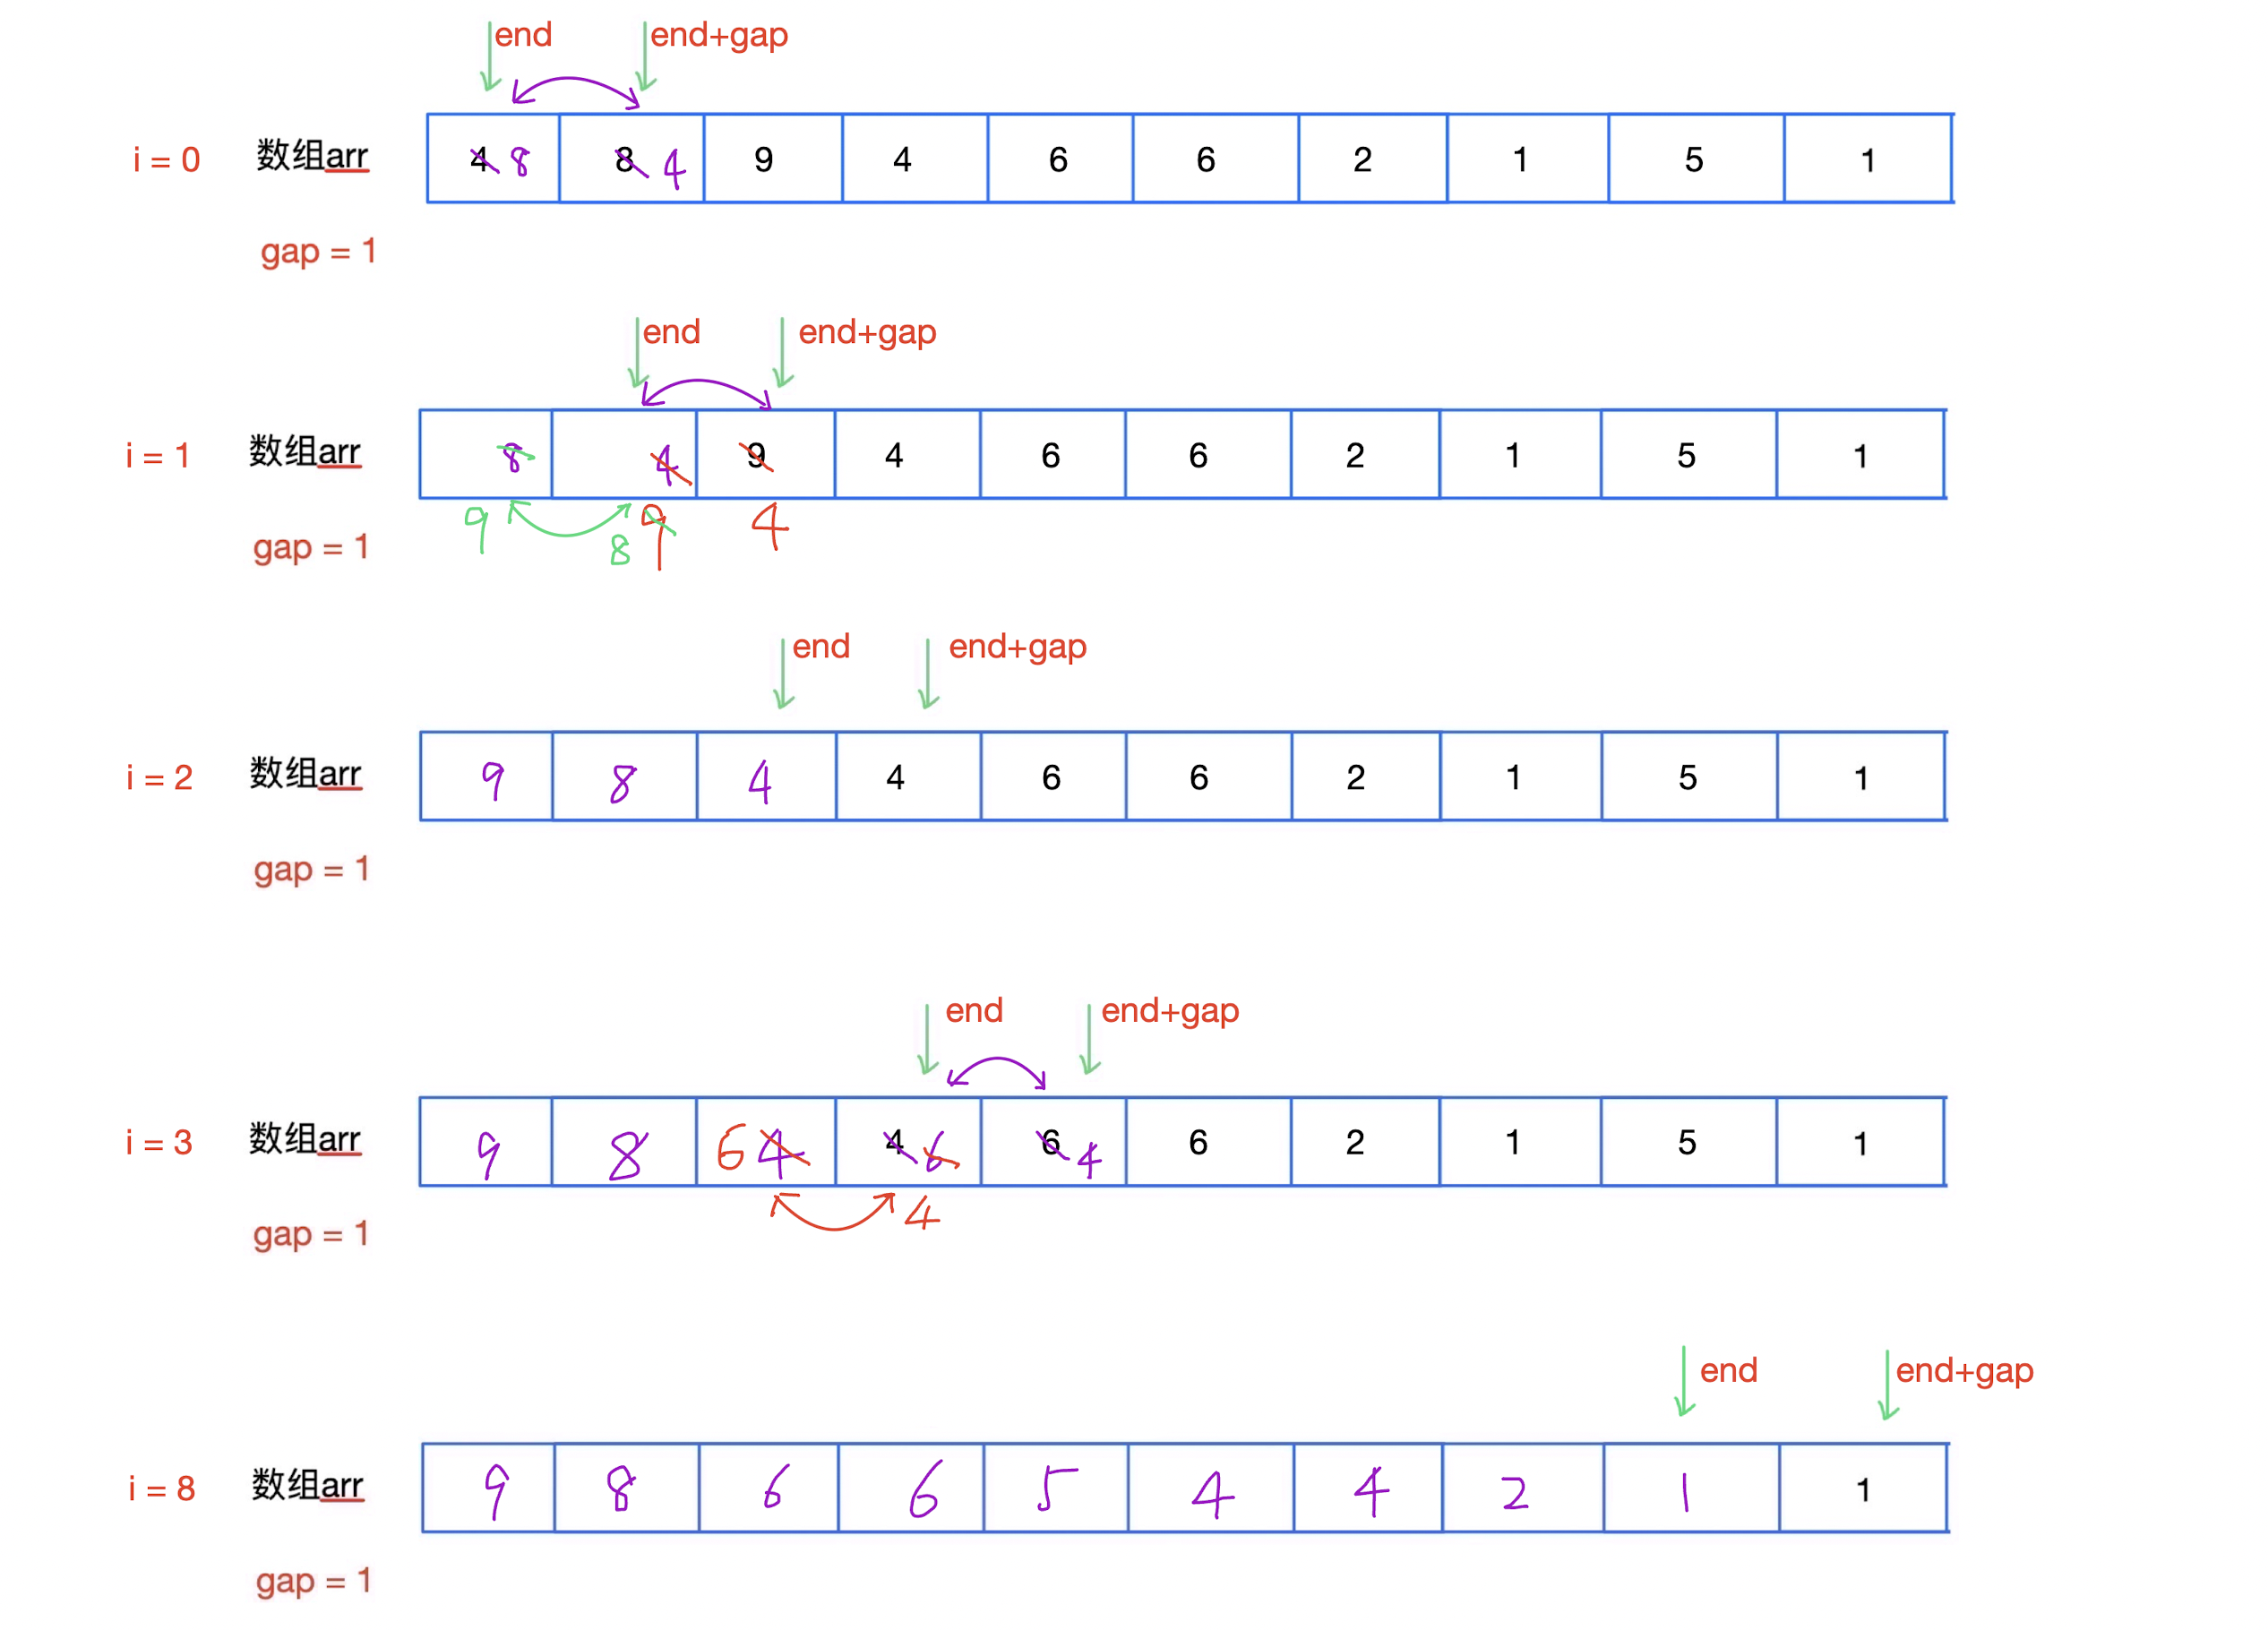 end end+gap
i = 0 数组arr 4 8 8 4 9 4 6 6 2 1 5 1
gap = 1
end end+gap
i = 1 数组arr 8 4 9 4 6 6 2 1 5 1
9 8 9 4
gap = 1
end end+gap
i = 2 数组arr 9 8 4 4 6 6 2 1 5 1
gap = 1
end end+gap
i = 3 数组arr 9 8 6 4 4 6 6 4 6 2 1 5 1
4
gap = 1
end end+gap
i = 8 数组arr 9 8 6 6 5 4 4 2 1 1
gap = 1